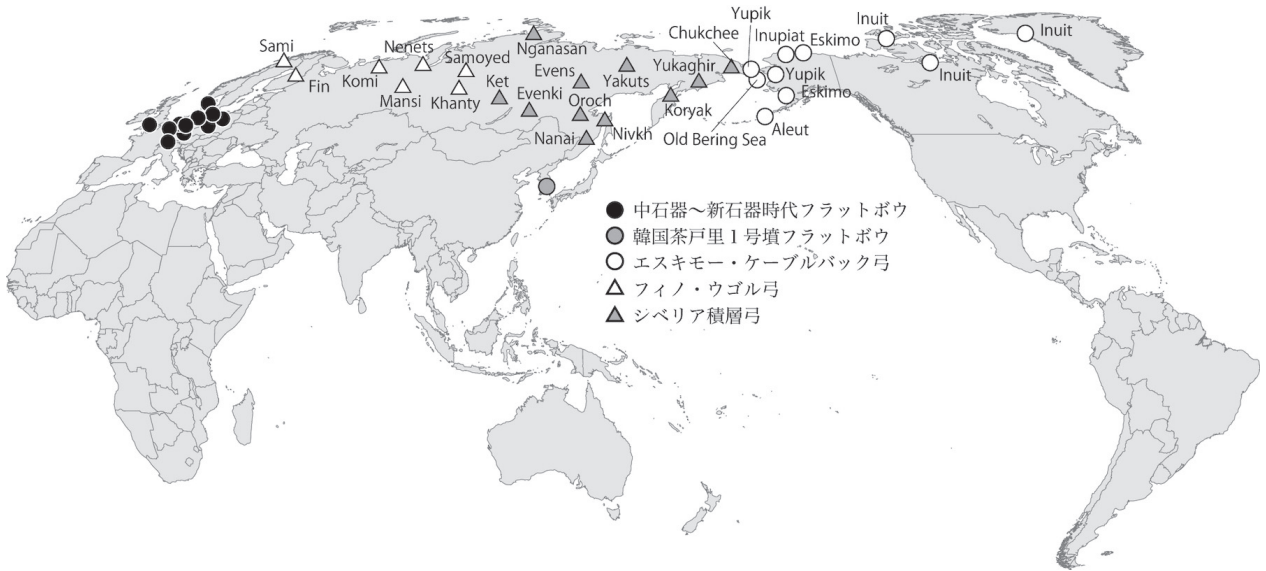 Sami
Fin
Komi
Nenets
Mansi
Samoyed
Khanty
Ket
Nganasan
Evens
Evenki
Yakuts
Oroch
Nanai
Nivkh
Yukaghir
Koryak
Chukchee
Yupik
Inupiat
Eskimo
Yupik
Eskimo
Old Bering Sea
Aleut
Inuit
Inuit
Inuit
中石器～新石器時代フラットボウ
韓国茶戸里1号墳フラットボウ
エスキモー・ケーブルバック弓
フィノ・ウゴル弓
シベリア積層弓